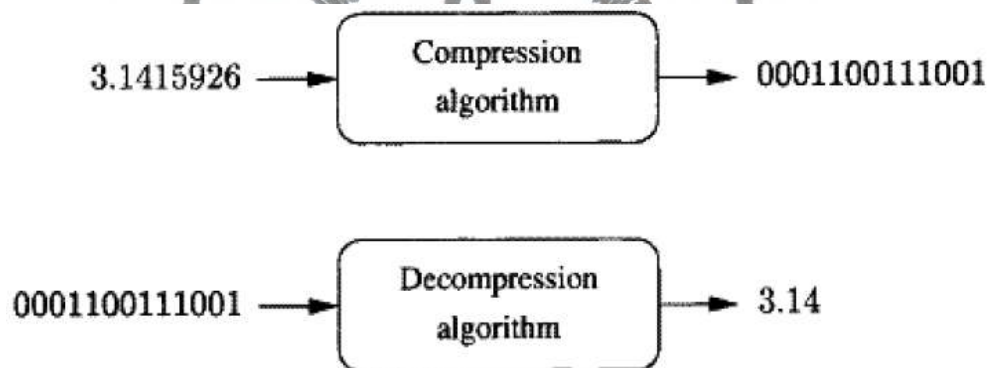 3.1415926
Compression
algorithm
0001100111001
0001100111001
Decompression
algorithm
3.14